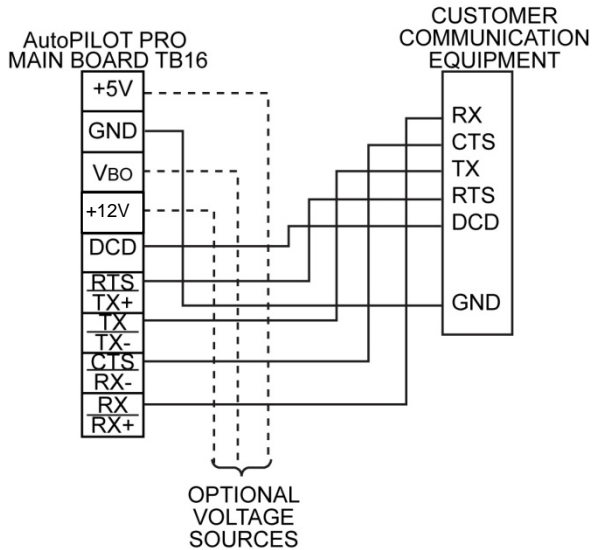 AutoPILOT PRO
MAIN BOARD TB16
+5V
GND
VBO
+12V
DCD
RTS
TX+
TX
TX-
CTS
RX-
RX
RX+
CUSTOMER
COMMUNICATION
EQUIPMENT
RX
CTS
TX
RTS
DCD
GND
OPTIONAL
VOLTAGE
SOURCES